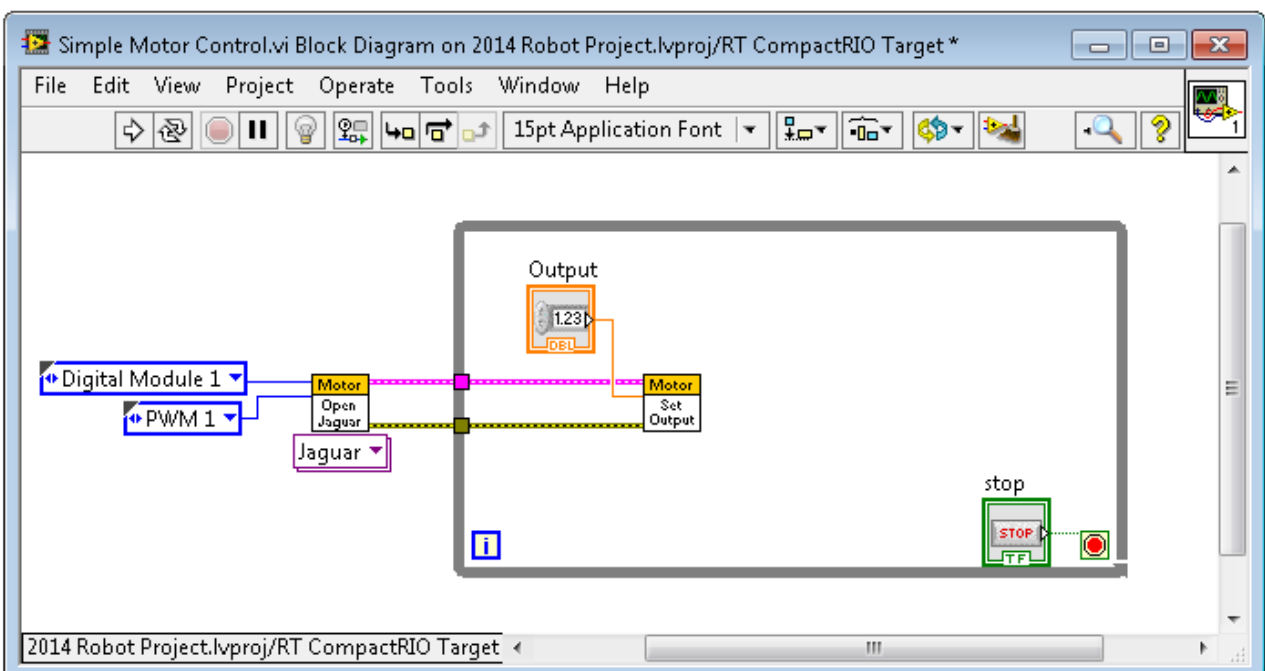 Simple Motor Control.vi Block Diagram on 2014 Robot Project.lvproj/RT CompactRIO Target *
File Edit View Project Operate Tools Window Help
15pt Application Font
1
Output
1.23
DBL
Digital Module 1
PWM 1
Motor
Open
Jaguar
Jaguar
Motor
Set
Output
stop
STOP
TF
i
2014 Robot Project.lvproj/RT CompactRIO Target